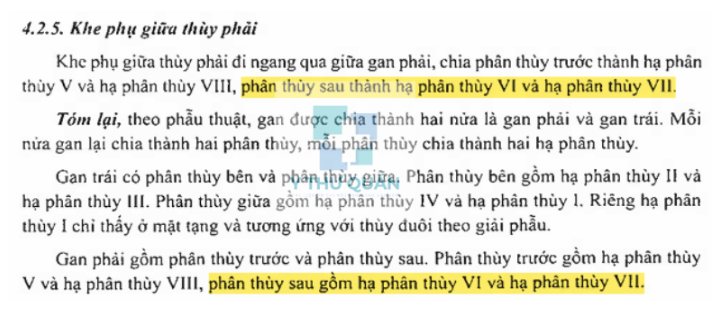 4.2.5. Khe phụ giữa thùy phải
Khe phụ giữa thùy phải đi ngang qua giữa gan phải, chia phân thùy trước thành hạ phân
thùy V và hạ phân thùy VIII, phân thùy sau thành hạ phân thùy VI và hạ phân thùy VII.
Tóm lại, theo phẫu thuật, gan được chia thành hai nửa là gan phải và gan trái. Mỗi
nửa gan lại chia thành hai phân thùy, mỗi phân thùy chia thành hai hạ phân thùy.
Gan trái có phân thùy bên và phân thùy giữa. Phân thùy bên gồm hạ phân thùy II và
hạ phân thùy III. Phân thùy giữa gồm hạ phân thùy IV và hạ phân thùy I. Riêng hạ phân
thùy I chỉ thấy ở mặt tạng và tương ứng với thùy đuôi theo giải phẫu.
Y THƯ QUÁN
Gan phải gồm phân thùy trước và phân thùy sau. Phân thùy trước gồm hạ phân thùy
V và hạ phân thùy VIII, phân thùy sau gồm hạ phân thùy VI và hạ phân thùy VII.